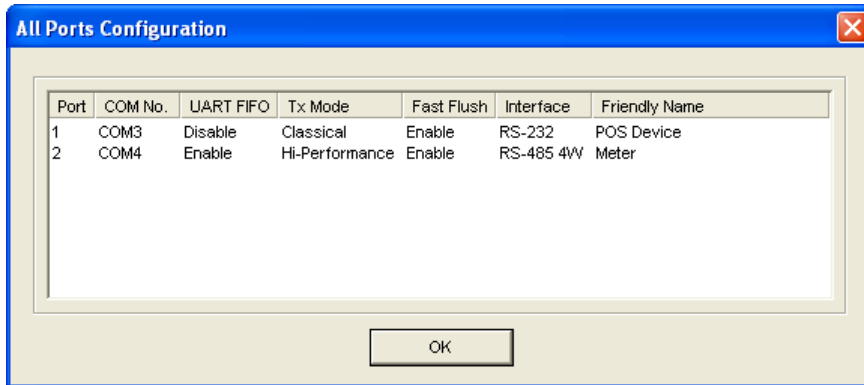 All Ports Configuration
Port COM No. UART FIFO Tx Mode Fast Flush Interface Friendly Name
1 COM3 Disable Classical Enable RS-232 POS Device
2 COM4 Enable Hi-Performance Enable RS-485 4W Meter
OK